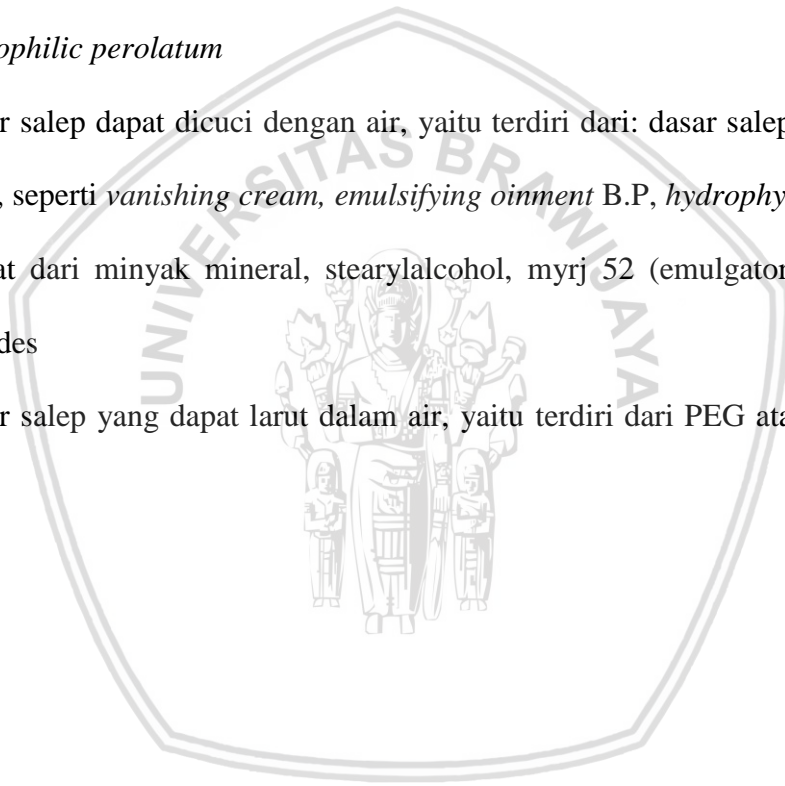 ophilic perolatum
r salep dapat dicuci dengan air, yaitu terdiri dari: dasar salep
, seperti vanishing cream, emulsifying oinment B.P, hydrophy
at dari minyak mineral, stearylalcohol, myrj 52 (emulgator
des
r salep yang dapat larut dalam air, yaitu terdiri dari PEG ata
UNIVERSITAS BRAWIJAYA